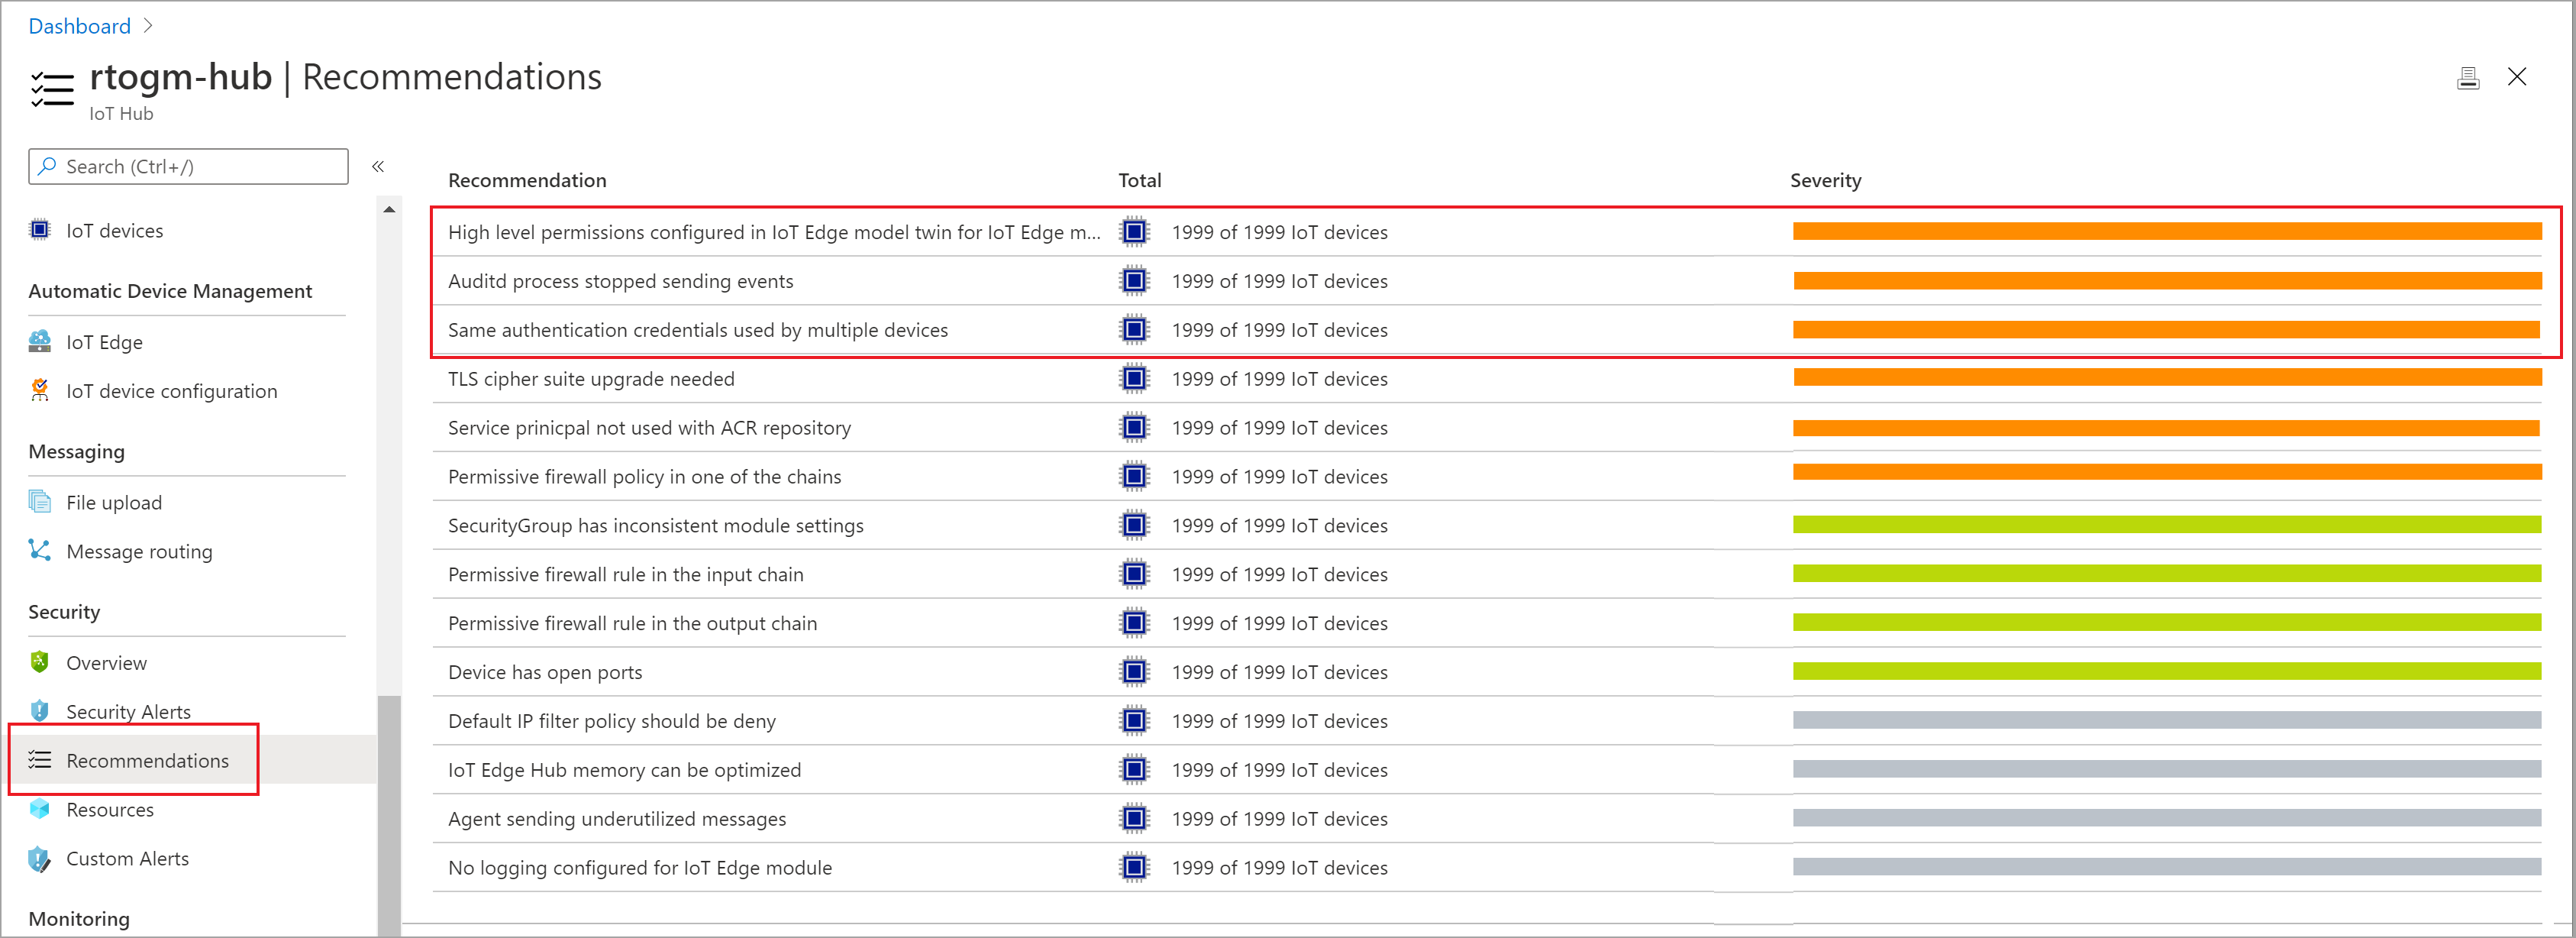 Dashboard
rtogm-hub | Recommendations
IoT Hub
Search (Ctrl+/)
«
IoT devices
Automatic Device Management
IoT Edge
IoT device configuration
Messaging
File upload
Message routing
Security
Overview
Security Alerts
Recommendations
Resources
Custom Alerts
Monitoring
Recommendation Total Severity
High level permissions configured in IoT Edge model twin for IoT Edge m... 1999 of 1999 IoT devices
Auditd process stopped sending events 1999 of 1999 IoT devices
Same authentication credentials used by multiple devices 1999 of 1999 IoT devices
TLS cipher suite upgrade needed 1999 of 1999 IoT devices
Service prinicpal not used with ACR repository 1999 of 1999 IoT devices
Permissive firewall policy in one of the chains 1999 of 1999 IoT devices
SecurityGroup has inconsistent module settings 1999 of 1999 IoT devices
Permissive firewall rule in the input chain 1999 of 1999 IoT devices
Permissive firewall rule in the output chain 1999 of 1999 IoT devices
Device has open ports 1999 of 1999 IoT devices
Default IP filter policy should be deny 1999 of 1999 IoT devices
IoT Edge Hub memory can be optimized 1999 of 1999 IoT devices
Agent sending underutilized messages 1999 of 1999 IoT devices
No logging configured for IoT Edge module 1999 of 1999 IoT devices